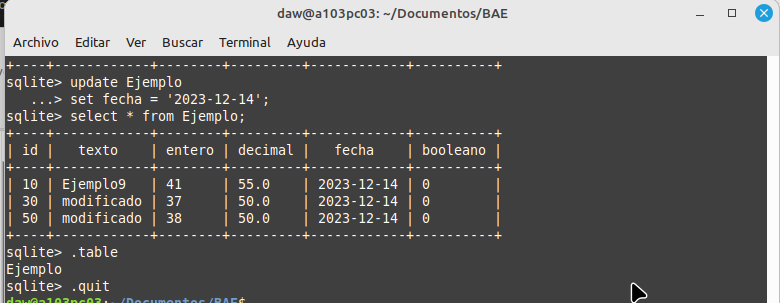 daw@a103pc03: ~/Documentos/BAE
Archivo Editar Ver Buscar Terminal Ayuda
+----+------------+--------+---------+------------+----------+
sqlite> update Ejemplo
   ...> set fecha = '2023-12-14';
sqlite> select * from Ejemplo;
+----+------------+--------+---------+------------+----------+
| id |   texto    | entero | decimal |   fecha    | booleano |
+----+------------+--------+---------+------------+----------+
| 10 | Ejemplo9   | 41     | 55.0    | 2023-12-14 | 0        |
| 30 | modificado | 37     | 50.0    | 2023-12-14 | 0        |
| 50 | modificado | 38     | 50.0    | 2023-12-14 | 0        |
+----+------------+--------+---------+------------+----------+
sqlite> .table
Ejemplo
sqlite> .quit
daw@a103pc03:~/Documentos/BAE$